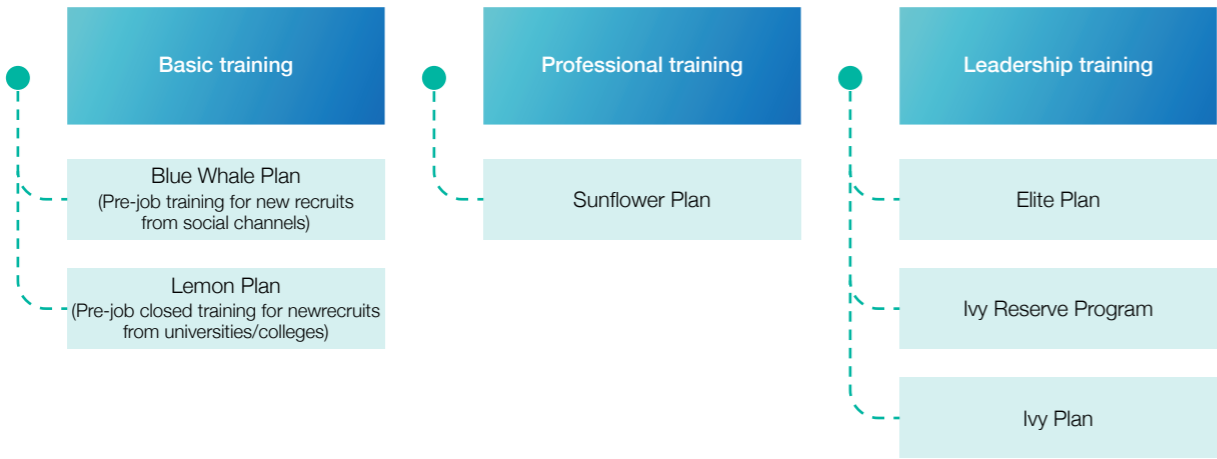 Basic training
Blue Whale Plan
(Pre-job training for new recruits
from social channels)
Lemon Plan
(Pre-job closed training for newrecruits
from universities/colleges)
Professional training
Sunflower Plan
Leadership training
Elite Plan
Ivy Reserve Program
Ivy Plan